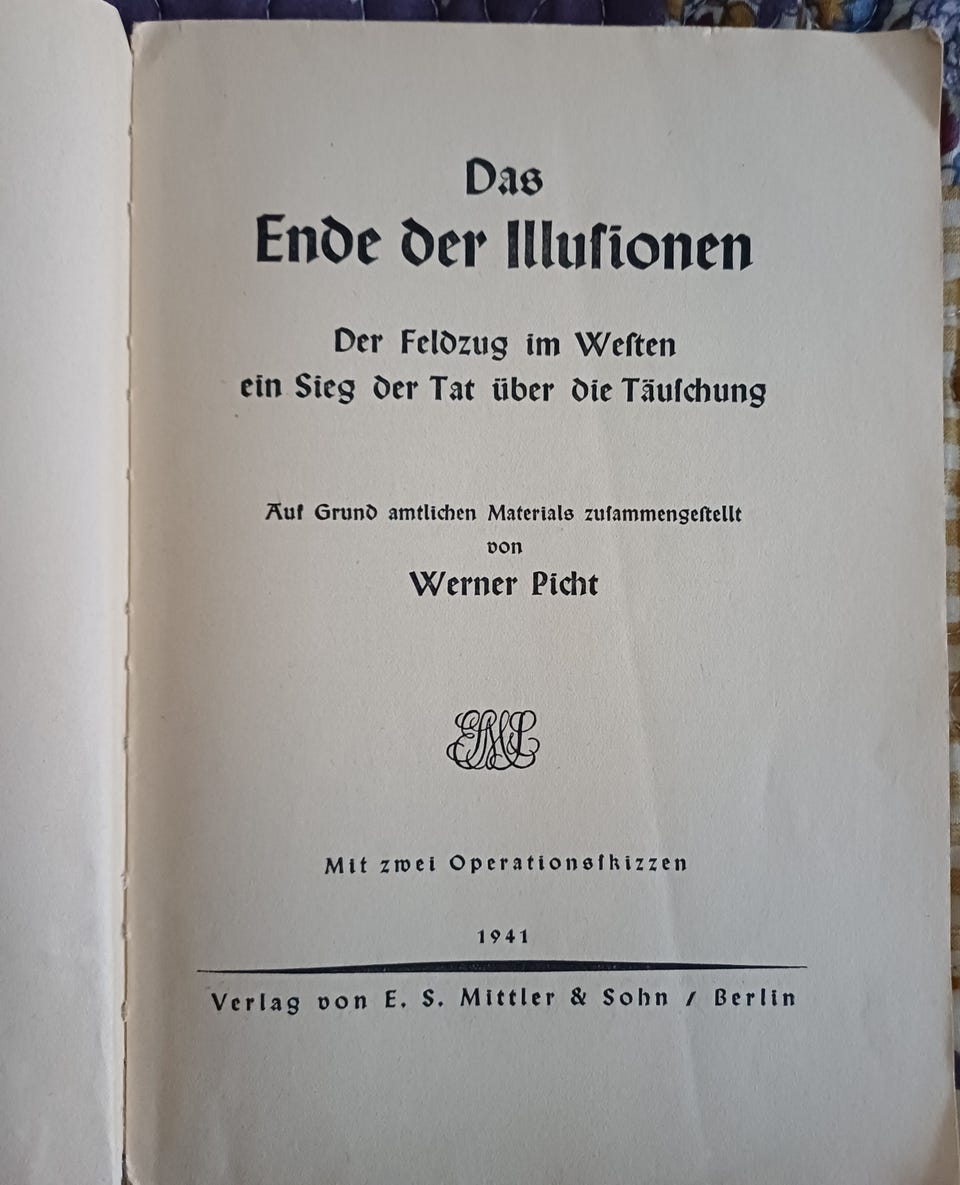 Das
Ende der Illuſionen
Der Feldzug im Weſten
ein Sieg der Tat über die Täuſchung
Auf Grund amtlichen Materials zuſammengeſtellt
von
Werner Picht
Mit zwei Operationsſkizzen
1941
Verlag von E. S. Mittler & Sohn / Berlin